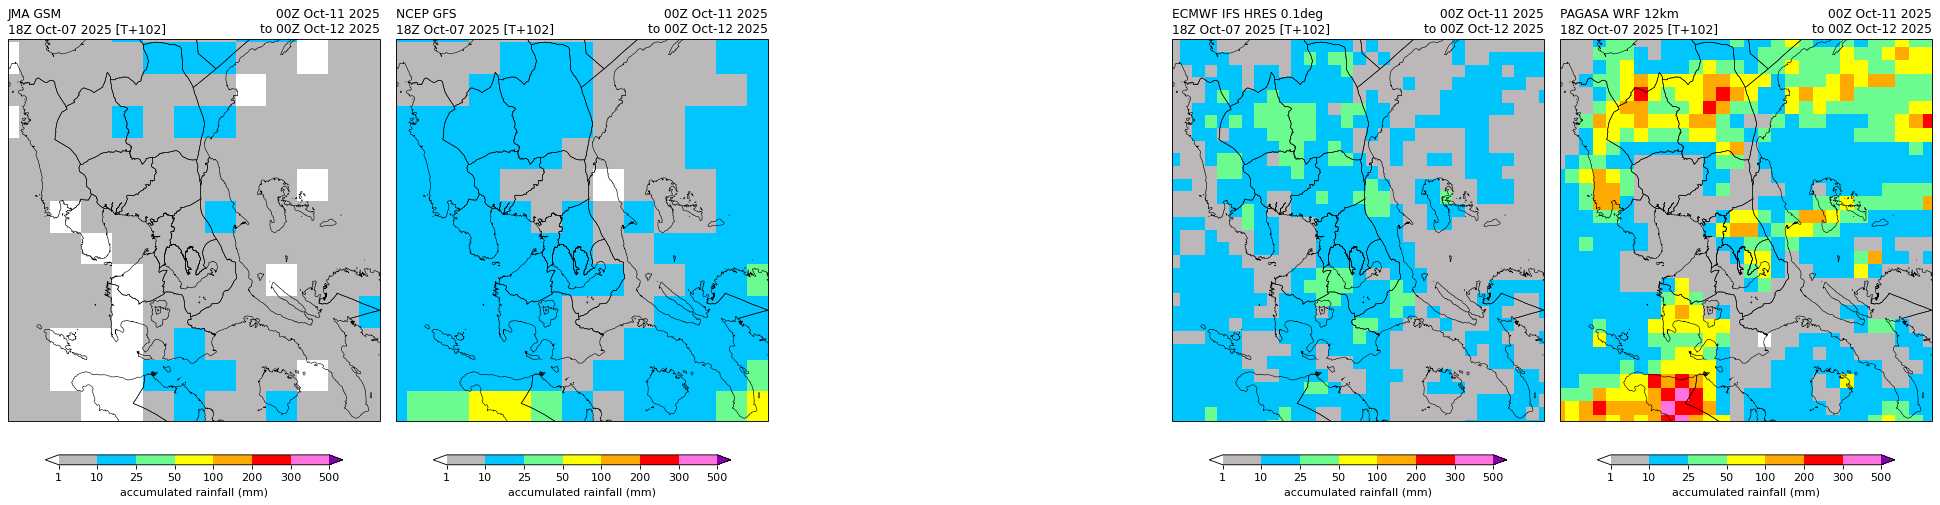 JMA GSM 00Z Oct-11 2025
18Z Oct-07 2025 [T+102] to 00Z Oct-12 2025
1 10 25 50 100 200 300 500
accumulated rainfall (mm)
NCEP GFS 00Z Oct-11 2025
18Z Oct-07 2025 [T+102] to 00Z Oct-12 2025
1 10 25 50 100 200 300 500
accumulated rainfall (mm)
ECMWF IFS HRES 0.1deg 00Z Oct-11 2025
18Z Oct-07 2025 [T+102] to 00Z Oct-12 2025
1 10 25 50 100 200 300 500
accumulated rainfall (mm)
PAGASA WRF 12km 00Z Oct-11 2025
18Z Oct-07 2025 [T+102] to 00Z Oct-12 2025
1 10 25 50 100 200 300 500
accumulated rainfall (mm)